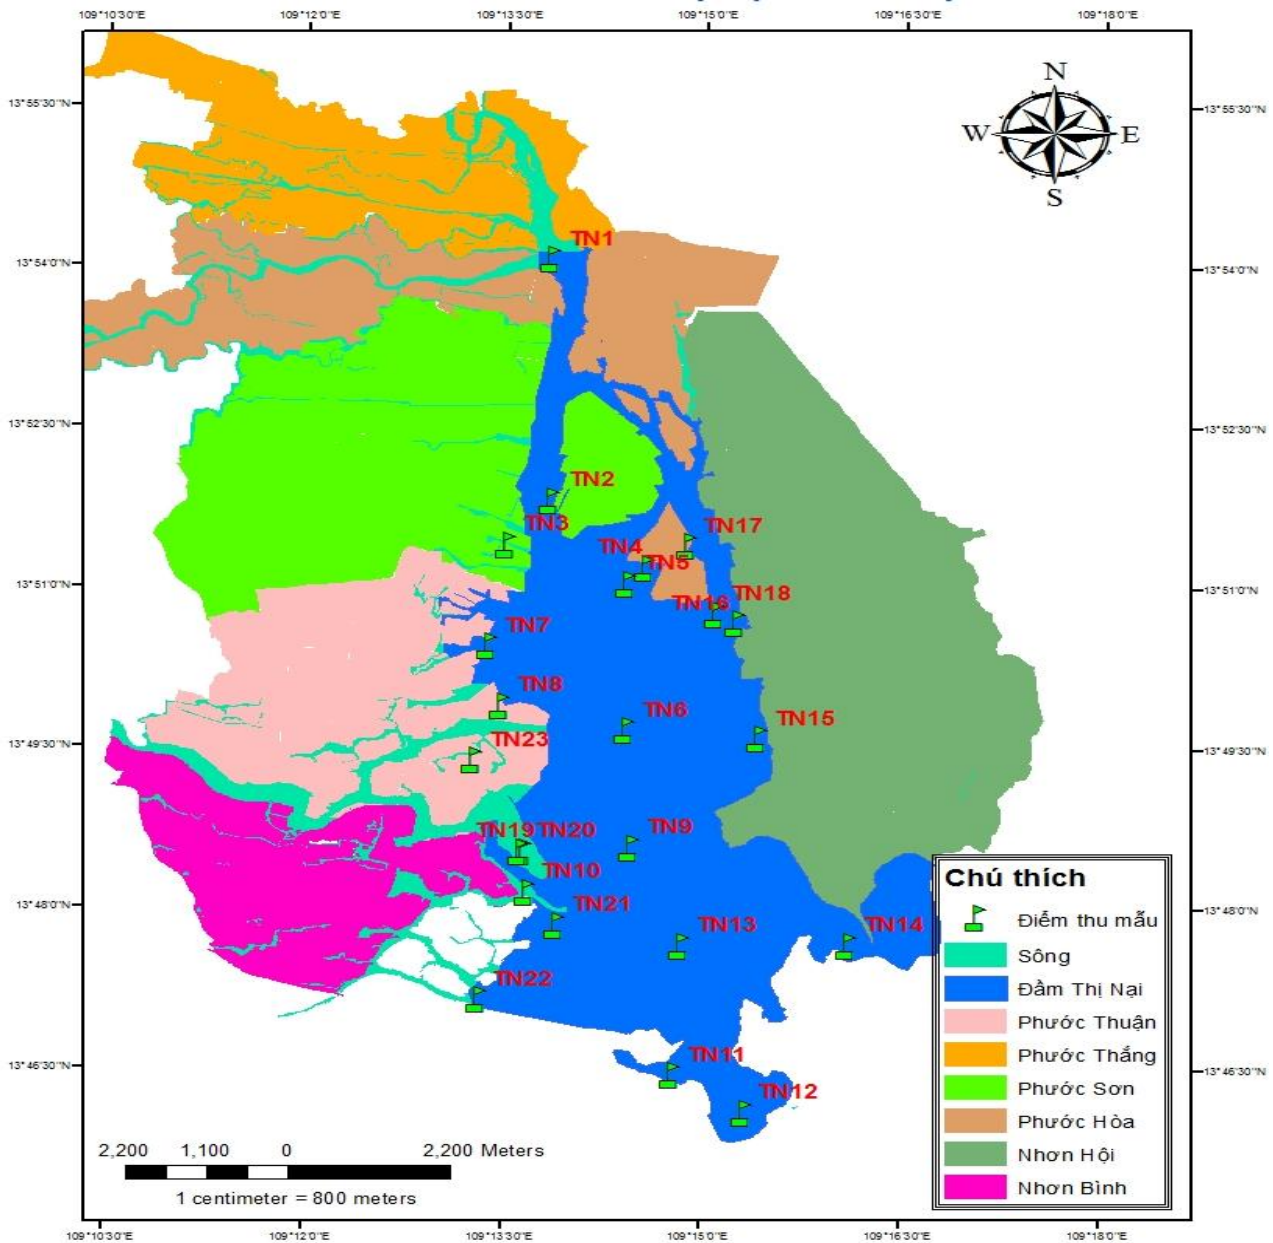 109°10'30"E 109°12'0"E 109°13'30"E 109°15'0"E 109°16'30"E 109°18'0"E
N
W E
S
13°55'30"N 13°55'30"N
TN1
13°54'0"N 13°54'0"N
13°52'30"N 13°52'30"N
TN2
TN3
TN17
TN4
TN5
13°51'0"N 13°51'0"N
TN16
TN18
TN7
TN8
TN6
TN15
TN23
13°49'30"N 13°49'30"N
TN19
TN20
TN9
TN10
13°48'0"N 13°48'0"N
TN21
TN13
TN14
TN22
TN11
TN12
13°46'30"N 13°46'30"N
Chú thích
Điểm thu mẫu
Sông
Đầm Thị Nại
Phước Thuận
Phước Thắng
Phước Sơn
Phước Hòa
Nhơn Hội
Nhơn Bình
2,200 1,100 0 2,200 Meters
1 centimeter = 800 meters
109°10'30"E 109°12'0"E 109°13'30"E 109°15'0"E 109°16'30"E 109°18'0"E